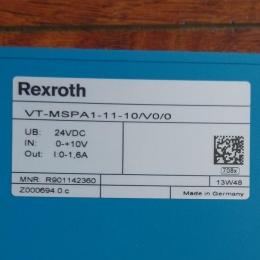 Rexroth
VT-MSPA1-11-10/V0/0
UB: 24VDC
IN: 0-+10V
Out: I:0-1,6A
708x
MNR: R901142360
13W48
Z000694.0.c
Made in Germany